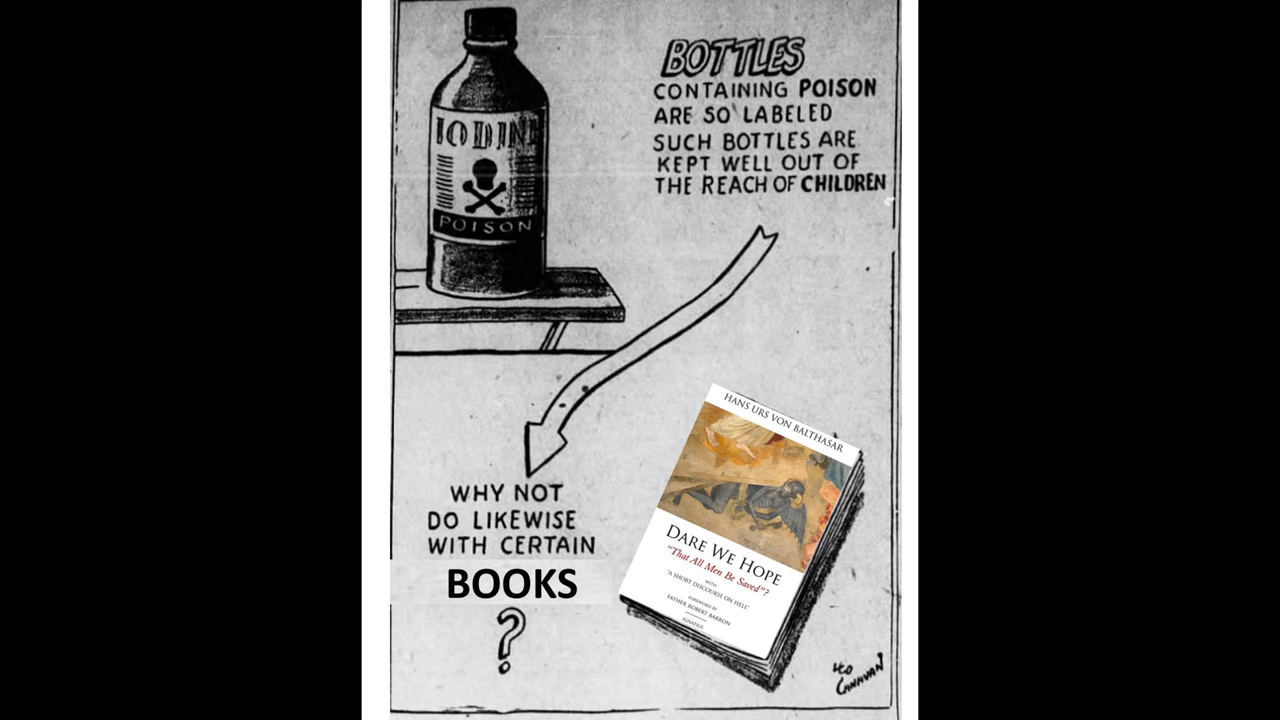 IODINE
POISON
BOTTLES
CONTAINING POISON
ARE SO LABELED
SUCH BOTTLES ARE
KEPT WELL OUT OF
THE REACH OF CHILDREN
WHY NOT
DO LIKEWISE
WITH CERTAIN
BOOKS
?
HANS URS VON BALTHASAR
DARE WE HOPE
"That All Men Be Saved"?
WITH
"A SHORT DISCOURSE ON HELL"
FOREWORD BY
FATHER ROBERT BARRON
IGNATIUS